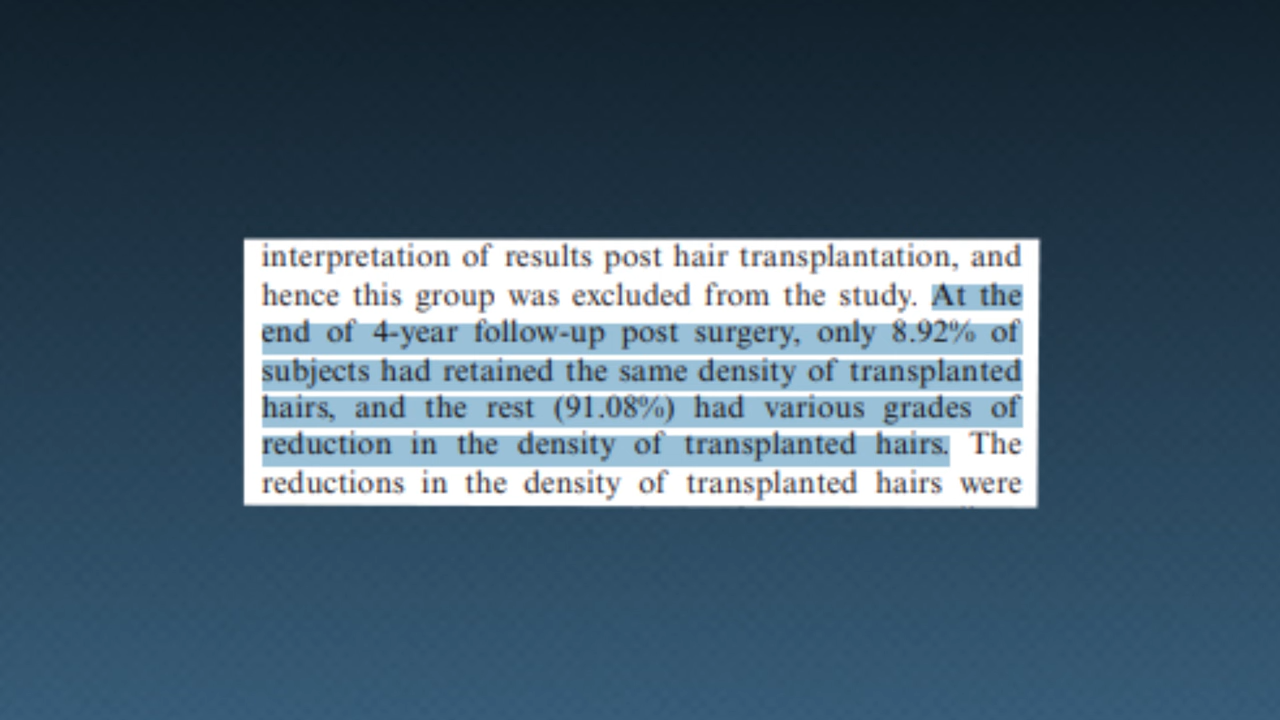 interpretation of results post hair transplantation, and
hence this group was excluded from the study. At the
end of 4-year follow-up post surgery, only 8.92% of
subjects had retained the same density of transplanted
hairs, and the rest (91.08%) had various grades of
reduction in the density of transplanted hairs. The
reductions in the density of transplanted hairs were